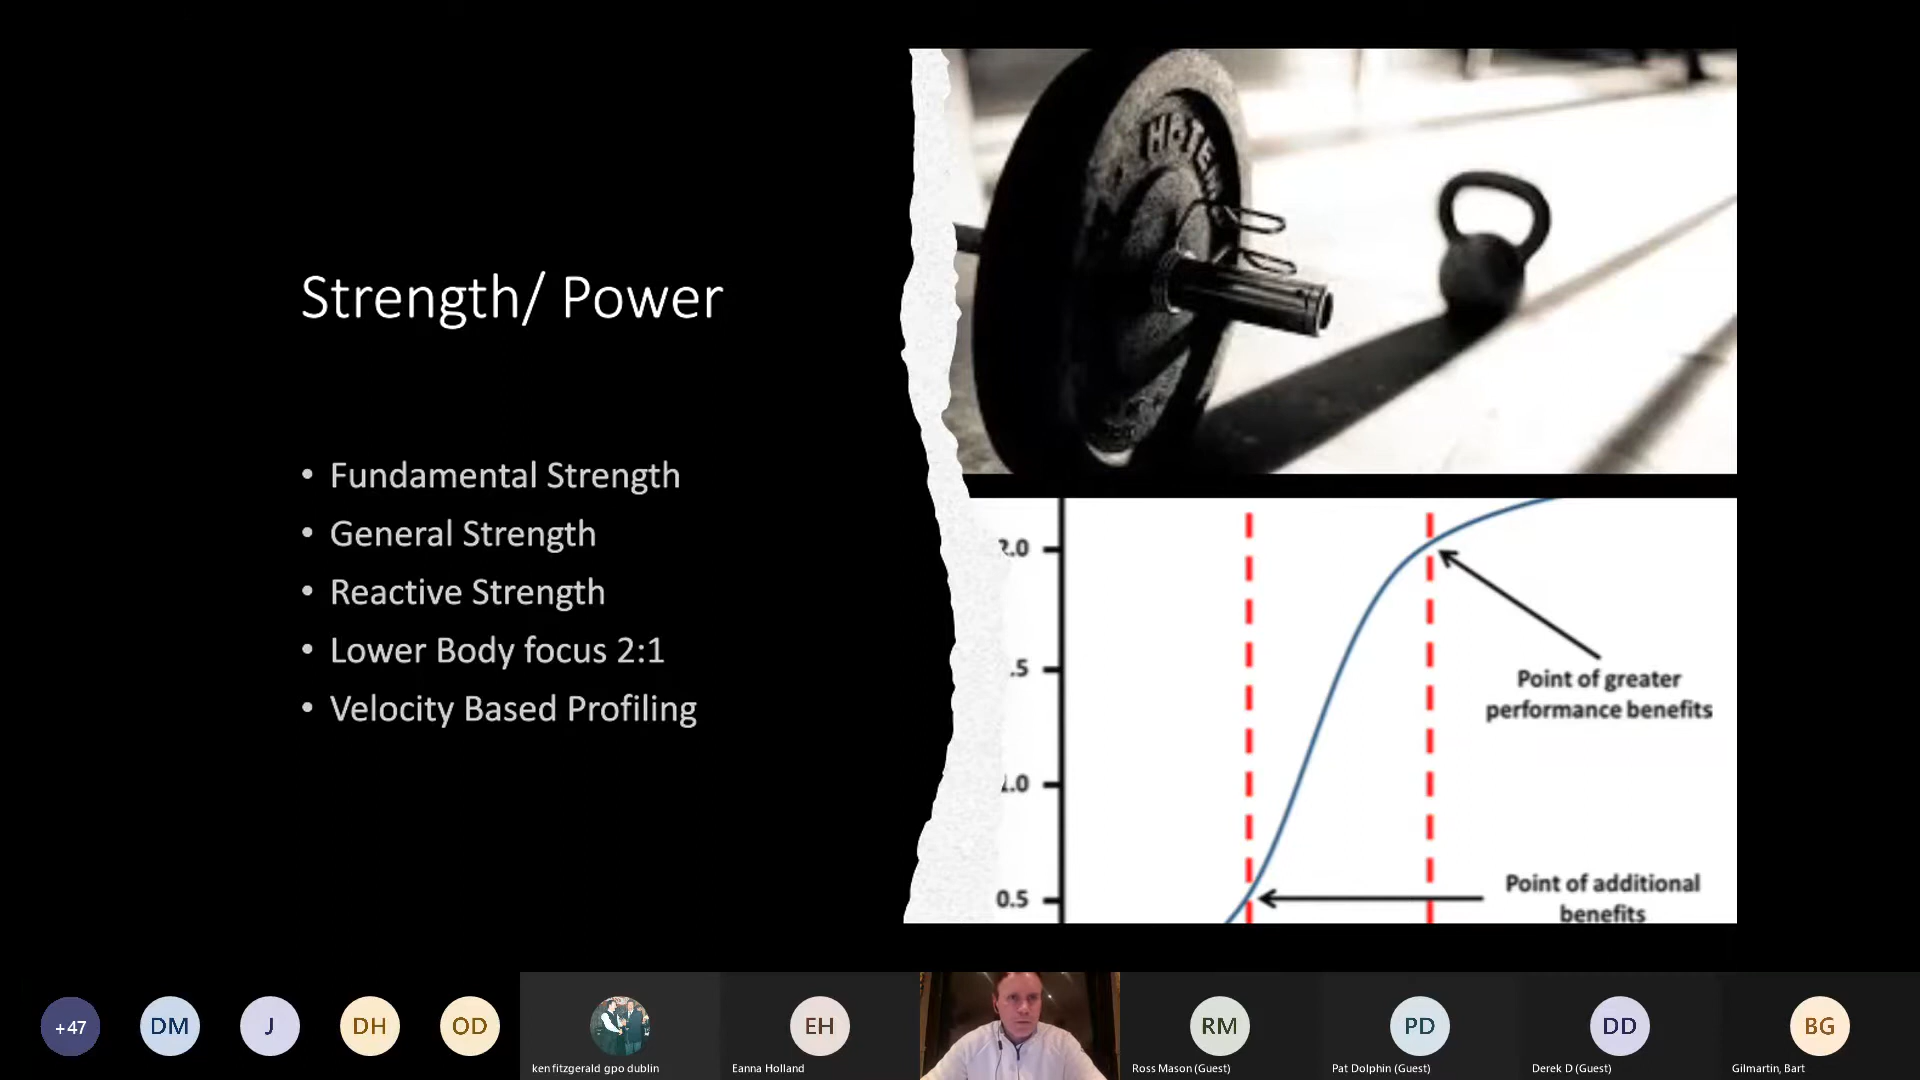 Strength/ Power
• Fundamental Strength
• General Strength
• Reactive Strength
• Lower Body focus 2:1
• Velocity Based Profiling
2.0
.5
1.0
0.5
Point of greater
performance benefits
Point of additional
benefits
+47
DM
J
DH
OD
ken fitzgerald gpo dublin
EH
Eanna Holland
RM
Ross Mason (Guest)
PD
Pat Dolphin (Guest)
DD
Derek D (Guest)
BG
Gilmartin, Bart